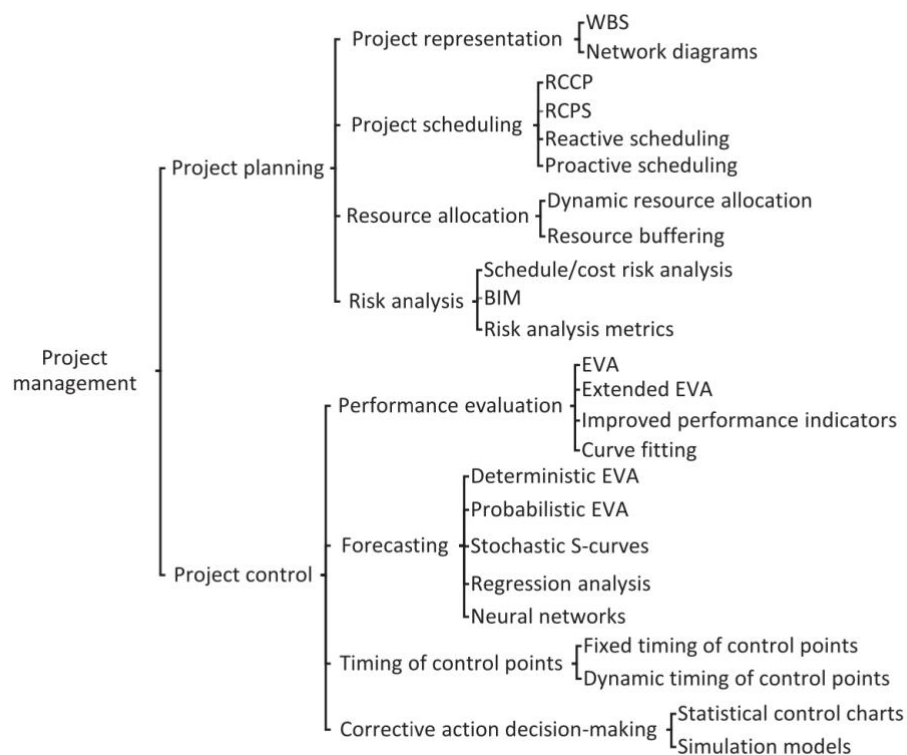 Project management
Project planning
Project representation
WBS
Network diagrams
Project scheduling
RCCP
RCPS
Reactive scheduling
Proactive scheduling
Resource allocation
Dynamic resource allocation
Resource buffering
Risk analysis
Schedule/cost risk analysis
BIM
Risk analysis metrics
Project control
Performance evaluation
EVA
Extended EVA
Improved performance indicators
Curve fitting
Forecasting
Deterministic EVA
Probabilistic EVA
Stochastic S-curves
Regression analysis
Neural networks
Timing of control points
Fixed timing of control points
Dynamic timing of control points
Corrective action decision-making
Statistical control charts
Simulation models